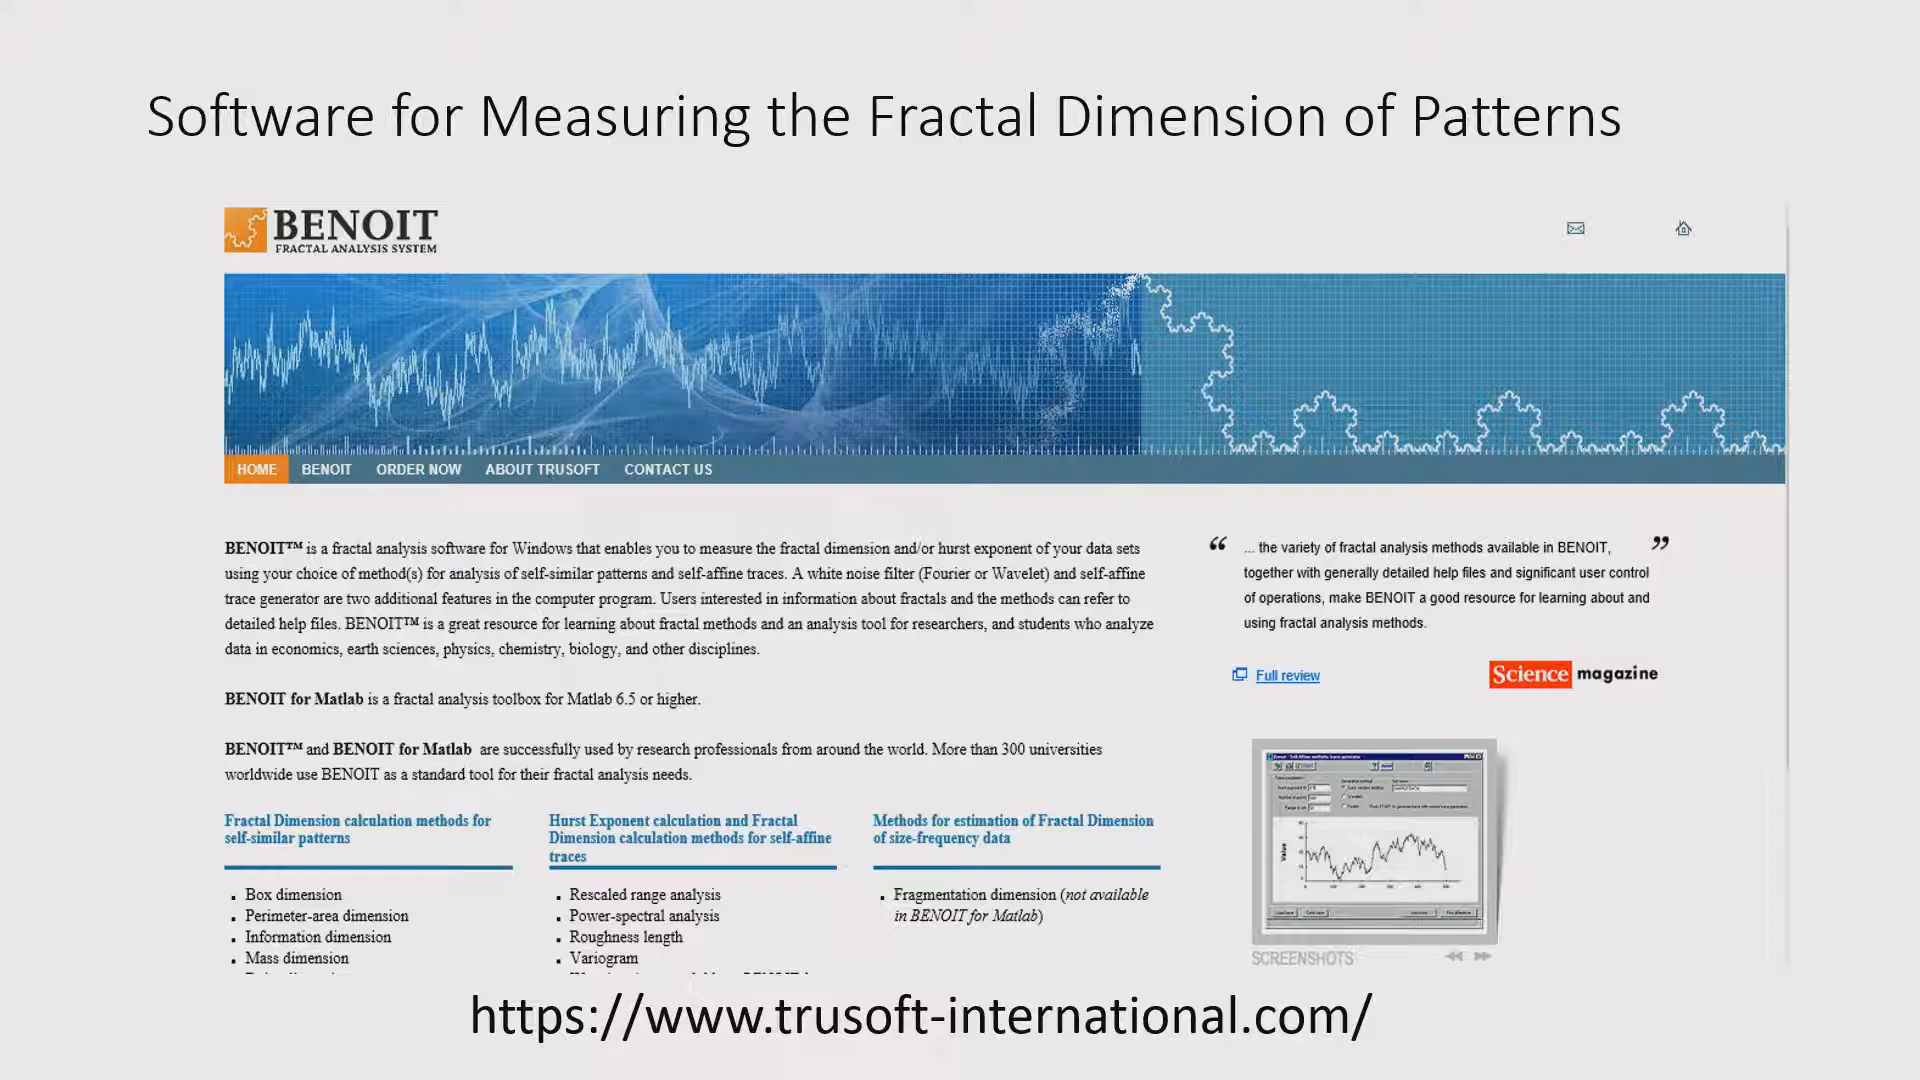 Software for Measuring the Fractal Dimension of Patterns
BENOIT
FRACTAL ANALYSIS SYSTEM
HOME BENOIT ORDER NOW ABOUT TRUSOFT CONTACT US
BENOIT™ is a fractal analysis software for Windows that enables you to measure the fractal dimension and/or hurst exponent of your data sets
using your choice of method(s) for analysis of self-similar patterns and self-affine traces. A white noise filter (Fourier or Wavelet) and self-affine
trace generator are two additional features in the computer program. Users interested in information about fractals and the methods can refer to
detailed help files. BENOIT™ is a great resource for learning about fractal methods and an analysis tool for researchers, and students who analyze
data in economics, earth sciences, physics, chemistry, biology, and other disciplines.
BENOIT for Matlab is a fractal analysis toolbox for Matlab 6.5 or higher.
BENOIT™ and BENOIT for Matlab are successfully used by research professionals from around the world. More than 300 universities
worldwide use BENOIT as a standard tool for their fractal analysis needs.
“ ... the variety of fractal analysis methods available in BENOIT, ”
together with generally detailed help files and significant user control
of operations, make BENOIT a good resource for learning about and
using fractal analysis methods.
Full review
Science magazine
Fractal Dimension calculation methods for
self-similar patterns
Box dimension
Perimeter-area dimension
Information dimension
Mass dimension
Hurst Exponent calculation and Fractal
Dimension calculation methods for self-affine
traces
Rescaled range analysis
Power-spectral analysis
Roughness length
Variogram
Methods for estimation of Fractal Dimension
of size-frequency data
Fragmentation dimension (not available
in BENOIT for Matlab)
Value
SCREENSHOTS
https://www.trusoft-international.com/